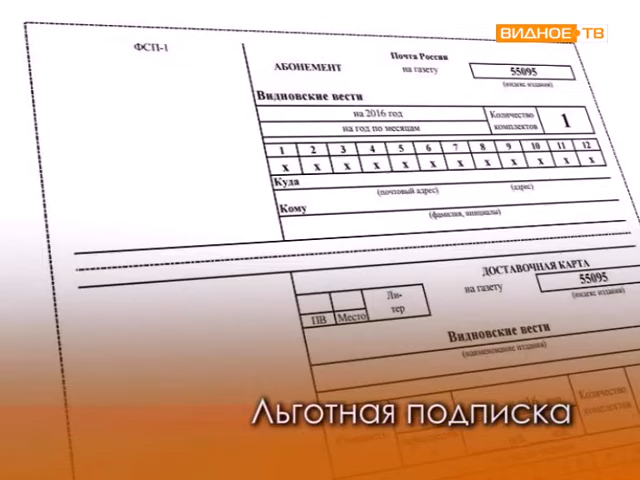 ВИДНОЕ ТВ
ФСП-1
Почта России
АБОНЕМЕНТ на газету 55095
(индекс издания)
Видновские вести
на 2016 год
Количество комплектов 1
на год по месяцам
1 2 3 4 5 6 7 8 9 10 11 12
x x x x x x x x x x x x
Куда
(почтовый адрес) (адрес)
Кому
(фамилия, инициалы)
ДОСТАВОЧНАЯ КАРТА
на газету 55095
(индекс издания)
ПВ Место Ли-
тер
Видновские вести
(наименование издания)
Количество
комплектов
Льготная подписка